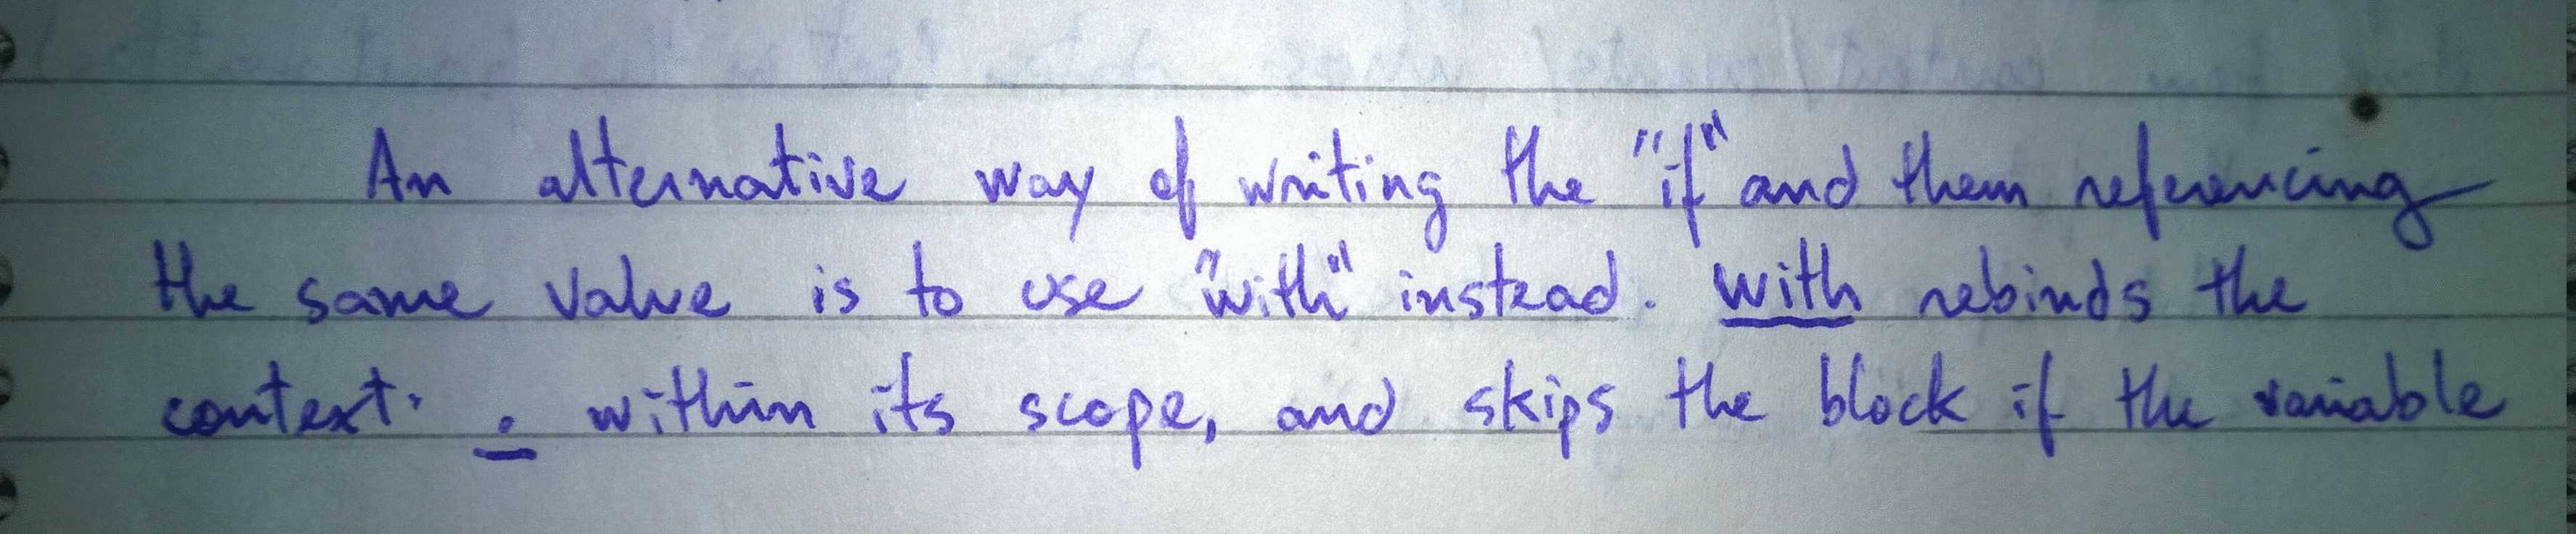 An alternative way of writing the "if" and them referencing
the same value is to use "with" instead. with rebinds the
context. . within its scope, and skips the block if the variable